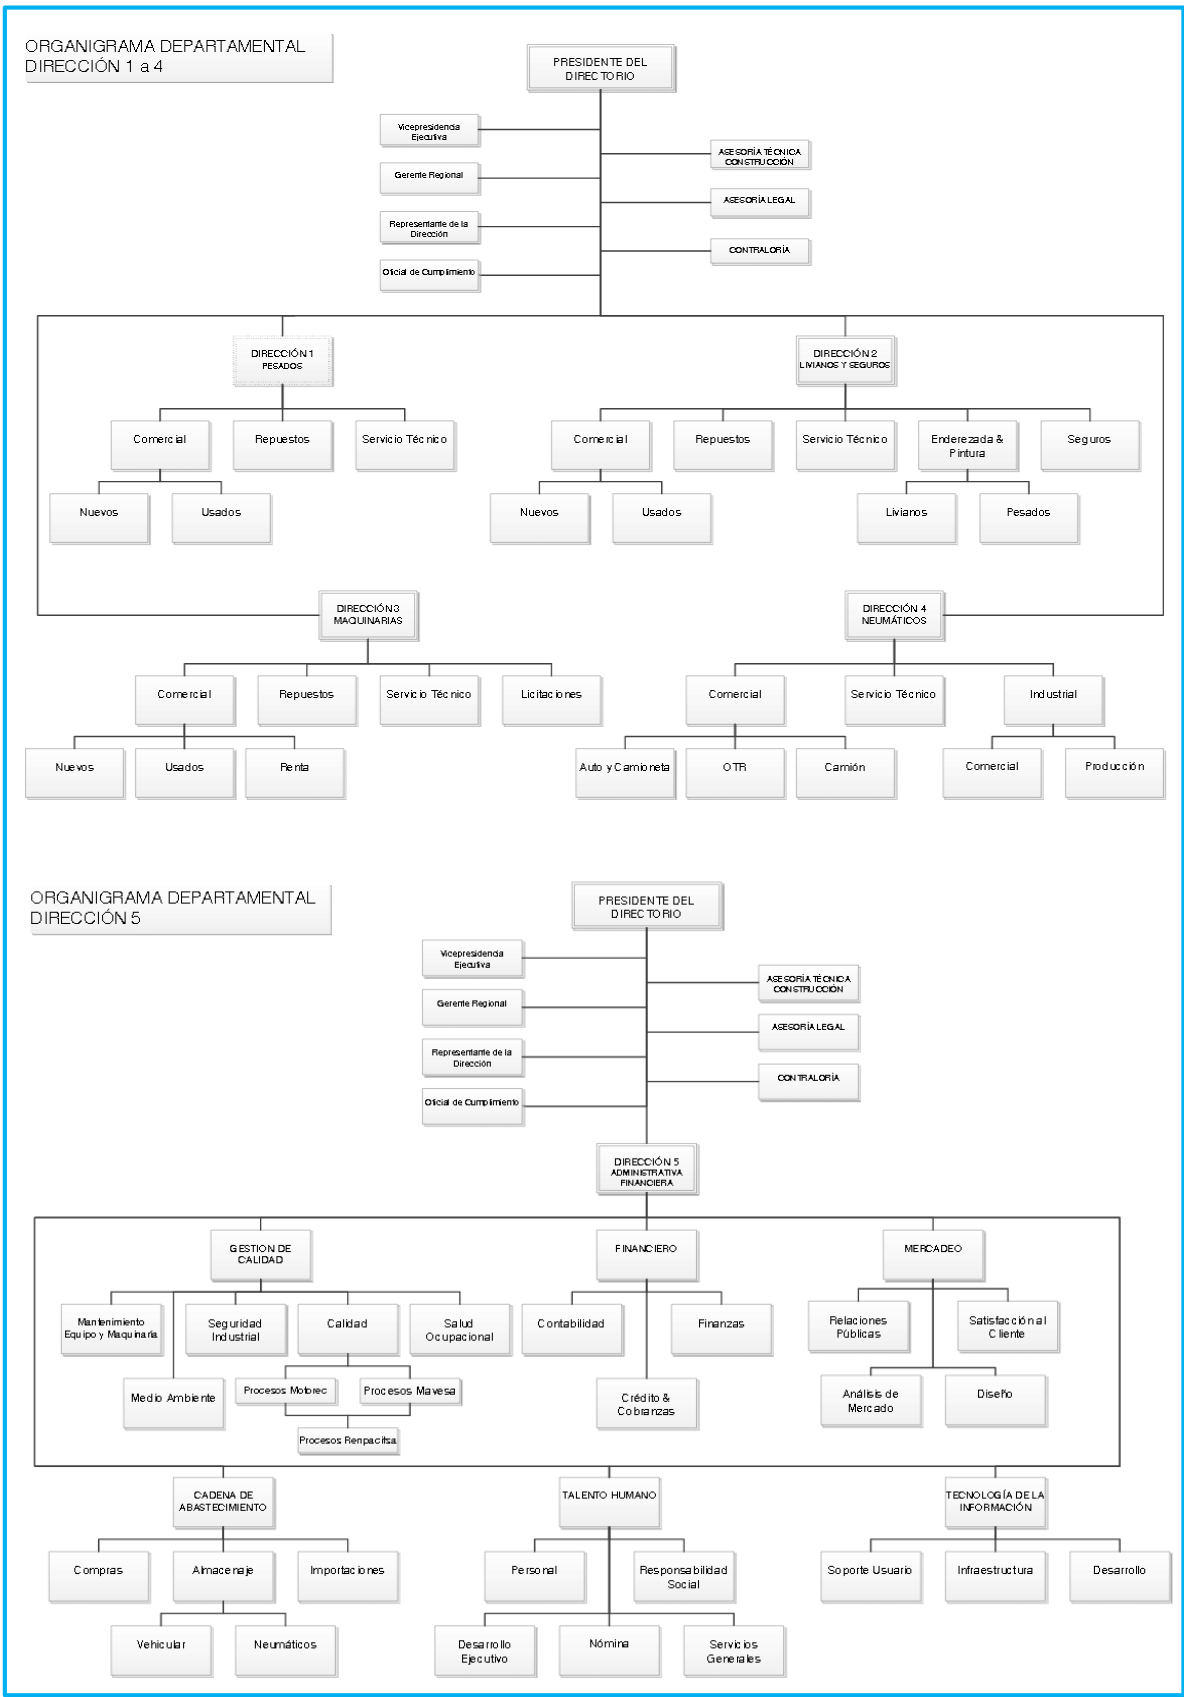 ORGANIGRAMA DEPARTAMENTAL
DIRECCIÓN 1 a 4
PRESIDENTE DEL
DIRECTORIO
Vicepresidencia
Ejecutiva
ASESORÍA TÉCNICA
CONSTRUCCIÓN
Gerente Regional
ASESORÍA LEGAL
Representante de la
Dirección
CONTRALORÍA
Oficial de Cumplimiento
DIRECCIÓN 1
PESADOS
DIRECCIÓN 2
LIVIANOS Y SEGUROS
Comercial
Repuestos
Servicio Técnico
Comercial
Repuestos
Servicio Técnico
Enderezada &
Pintura
Seguros
Nuevos
Usados
Nuevos
Usados
Livianos
Pesados
DIRECCIÓN 3
MAQUINARIAS
DIRECCIÓN 4
NEUMÁTICOS
Comercial
Repuestos
Servicio Técnico
Licitaciones
Comercial
Servicio Técnico
Industrial
Nuevos
Usados
Renta
Auto y Camioneta
OTR
Camión
Comercial
Producción
ORGANIGRAMA DEPARTAMENTAL
DIRECCIÓN 5
PRESIDENTE DEL
DIRECTORIO
Vicepresidencia
Ejecutiva
ASESORÍA TÉCNICA
CONSTRUCCIÓN
Gerente Regional
ASESORÍA LEGAL
Representante de la
Dirección
CONTRALORÍA
Oficial de Cumplimiento
DIRECCIÓN 5
ADMINISTRATIVA
FINANCIERA
GESTION DE
CALIDAD
FINANCIERO
MERCADEO
Mantenimiento
Equipo y Maquinaria
Seguridad
Industrial
Calidad
Salud
Ocupacional
Contabilidad
Finanzas
Relaciones
Públicas
Satisfacción al
Cliente
Medio Ambiente
Procesos Motorec
Procesos Mavesa
Crédito &
Cobranzas
Análisis de
Mercado
Diseño
Procesos Renpacifsa
CADENA DE
ABASTECIMIENTO
TALENTO HUMANO
TECNOLOGÍA DE LA
INFORMACIÓN
Compras
Almacenaje
Importaciones
Personal
Responsabilidad
Social
Soporte Usuario
Infraestructura
Desarrollo
Vehicular
Neumáticos
Desarrollo
Ejecutivo
Nómina
Servicios
Generales